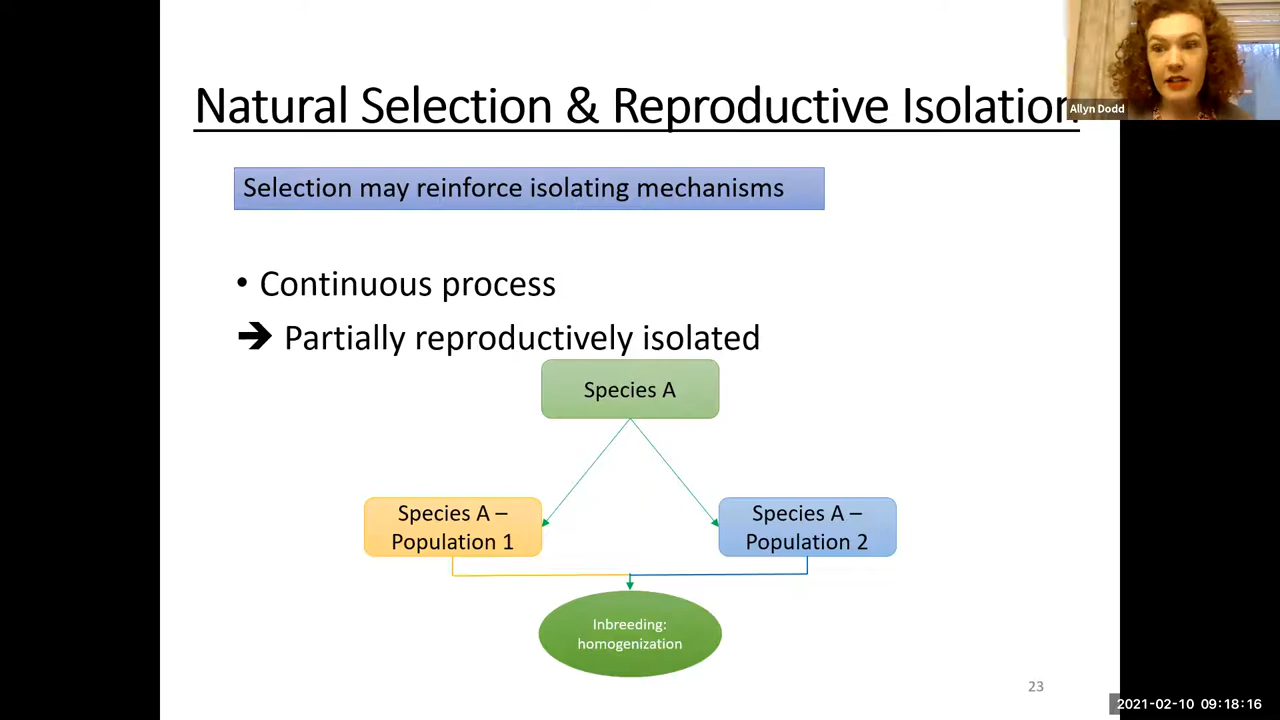 Natural Selection & Reproductive Isolation
Allyn Dodd
Selection may reinforce isolating mechanisms
• Continuous process
➔ Partially reproductively isolated
Species A
Species A –
Population 1
Species A –
Population 2
Inbreeding:
homogenization
23
2021-02-10 09:18:16